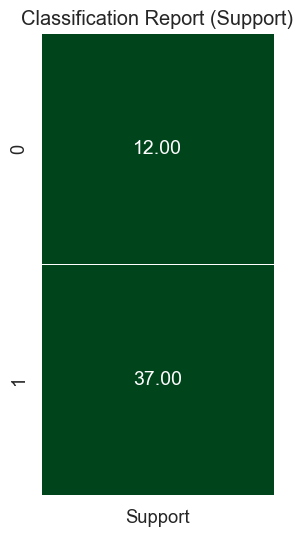 Classification Report (Support)
0
12.00
1
37.00
Support